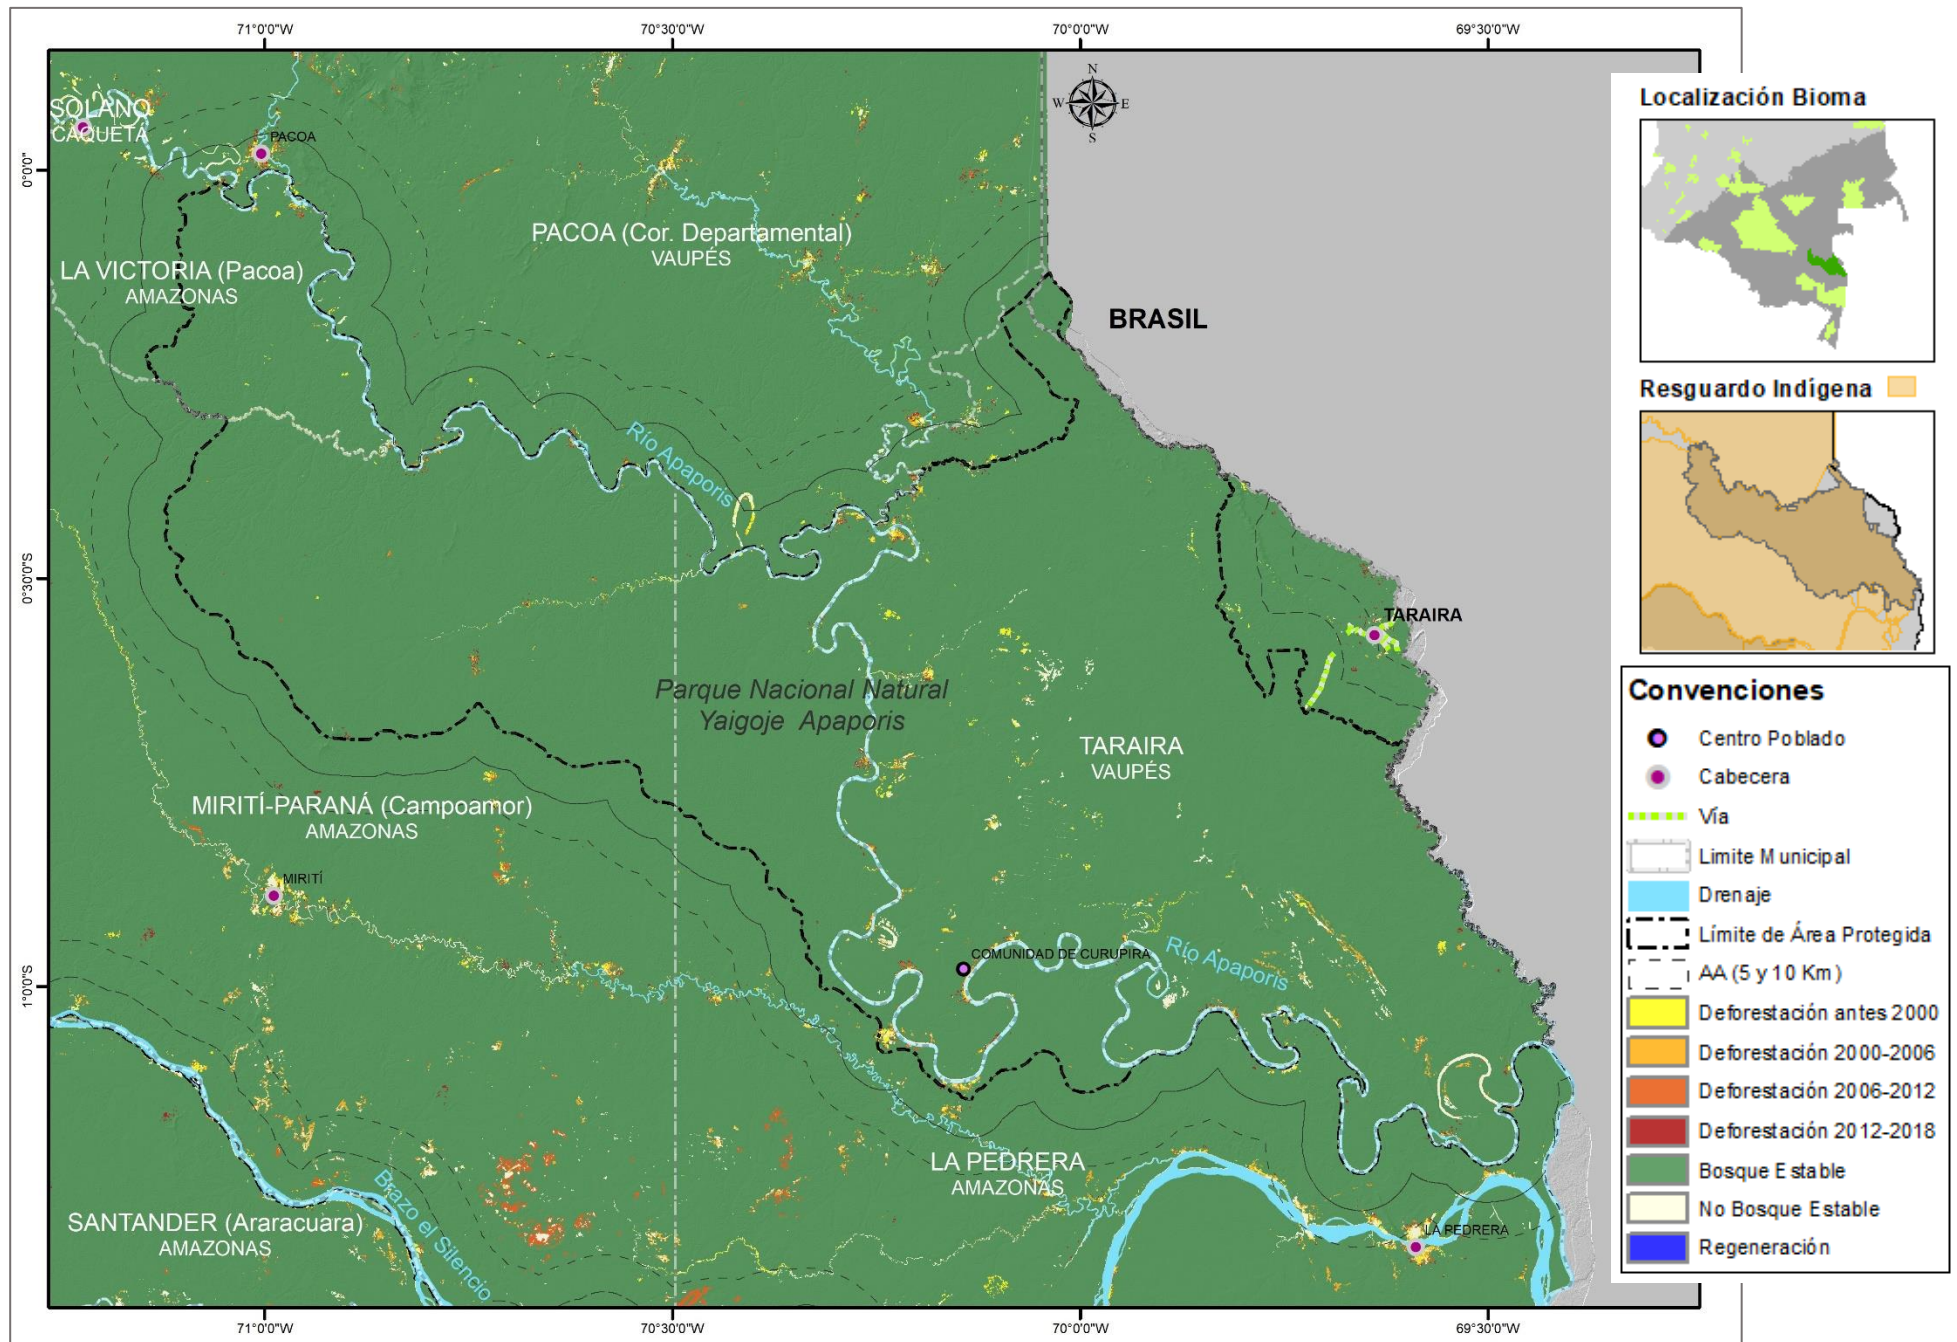 71°0'0"W
70°30'0"W
70°0'0"W
69°30'0"W
0°0'0"
0°30'0"S
1°0'0"S
N
W
E
S
SOLANO
CAQUETÁ
PACOA
PACOA (Cor. Departamental)
VAUPÉS
LA VICTORIA (Pacoa)
AMAZONAS
BRASIL
Río Apaporis
TARAIRA
Parque Nacional Natural
Yaigoje Apaporis
TARAIRA
VAUPÉS
MIRITÍ-PARANÁ (Campoamor)
AMAZONAS
MIRITÍ
COMUNIDAD DE CURUPIRA
Río Apaporis
LA PEDRERA
AMAZONAS
SANTANDER (Araracuara)
AMAZONAS
Brazo el Silencio
LA PEDRERA
71°0'0"W
70°30'0"W
70°0'0"W
69°30'0"W
Localización Bioma
Resguardo Indígena
Convenciones
Centro Poblado
Cabecera
Vía
Limite Municipal
Drenaje
Límite de Área Protegida
AA (5 y 10 Km)
Deforestación antes 2000
Deforestación 2000-2006
Deforestación 2006-2012
Deforestación 2012-2018
Bosque Estable
No Bosque Estable
Regeneración